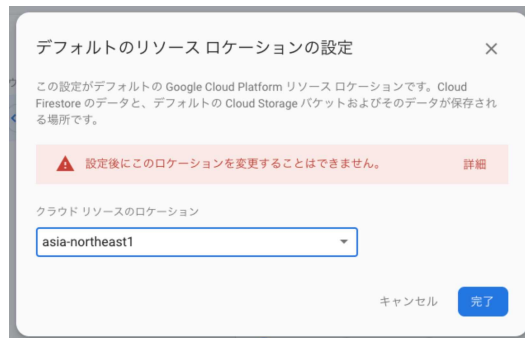 デフォルトのリソース ロケーションの設定
この設定がデフォルトの Google Cloud Platform リソース ロケーションです。Cloud
Firestore のデータと、デフォルトの Cloud Storage バケットおよびそのデータが保存され
る場所です。
設定後にこのロケーションを変更することはできません。 詳細
クラウド リソースのロケーション
asia-northeast1
キャンセル 完了